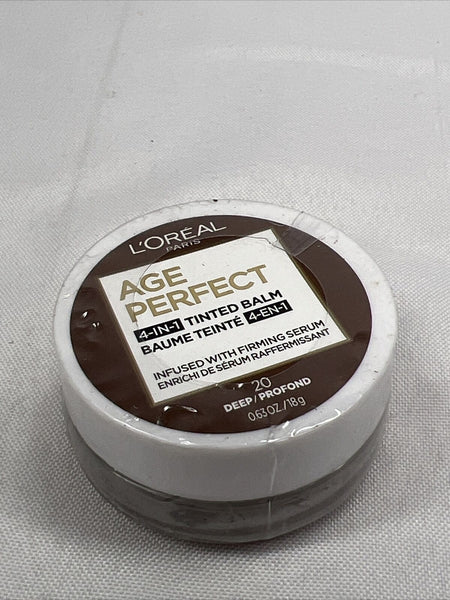 L'ORÉAL
PARIS
AGE
PERFECT
4-IN-1 TINTED BALM
BAUME TEINTÉ 4-EN-1
INFUSED WITH FIRMING SERUM
ENRICHI DE SÉRUM RAFFERMISSANT
20
DEEP/PROFOND
0.63 OZ./18g